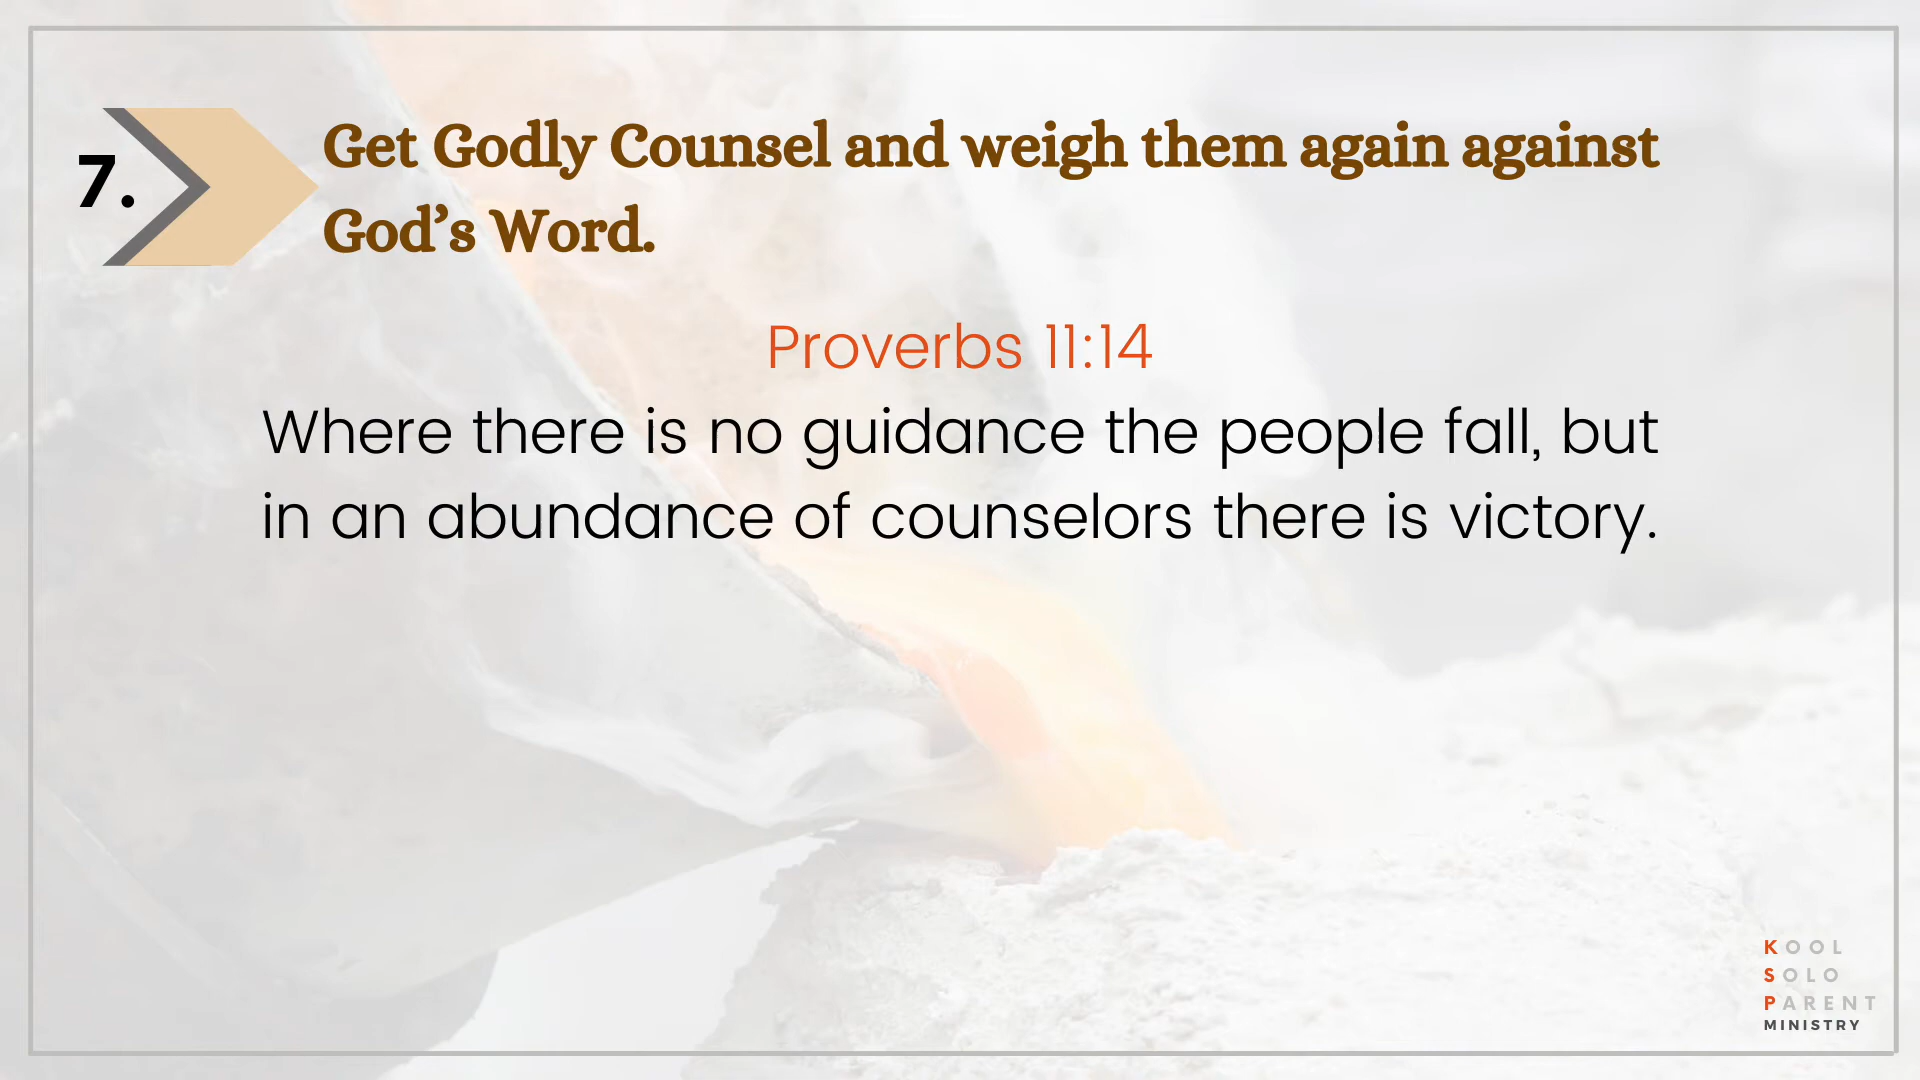 7.
Get Godly Counsel and weigh them again against
God’s Word.
Proverbs 11:14
Where there is no guidance the people fall, but
in an abundance of counselors there is victory.
KOOL
SOLO
PARENT
MINISTRY